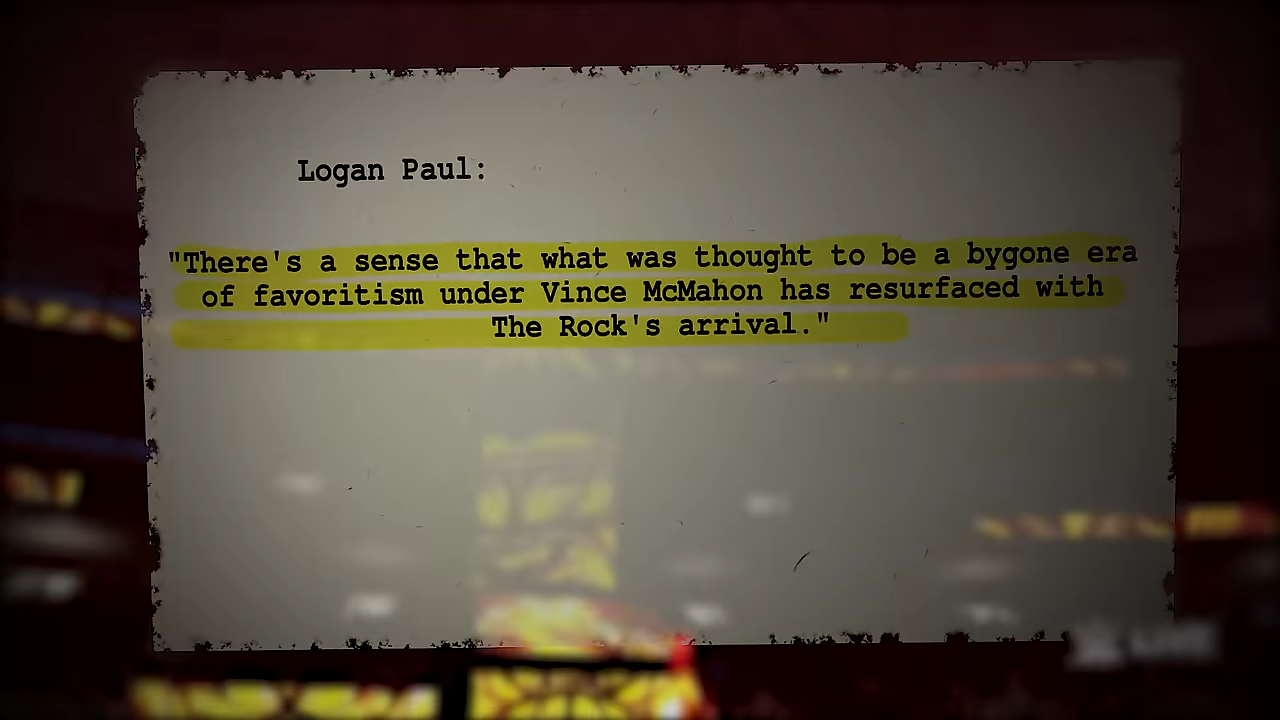 Logan Paul:
"There's a sense that what was thought to be a bygone era
of favoritism under Vince McMahon has resurfaced with
The Rock's arrival."